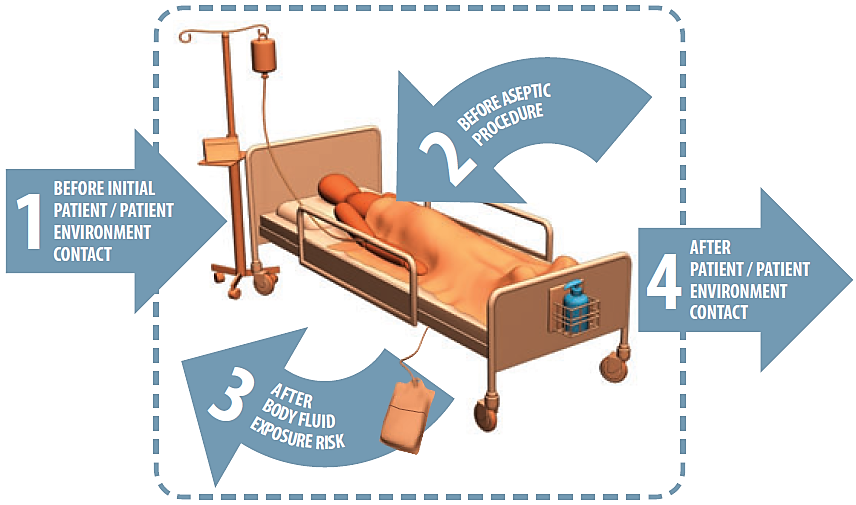 1
BEFORE INITIAL
PATIENT / PATIENT
ENVIRONMENT
CONTACT
2
BEFORE ASEPTIC
PROCEDURE
3
AFTER
BODY FLUID
EXPOSURE RISK
4
AFTER
PATIENT / PATIENT
ENVIRONMENT
CONTACT